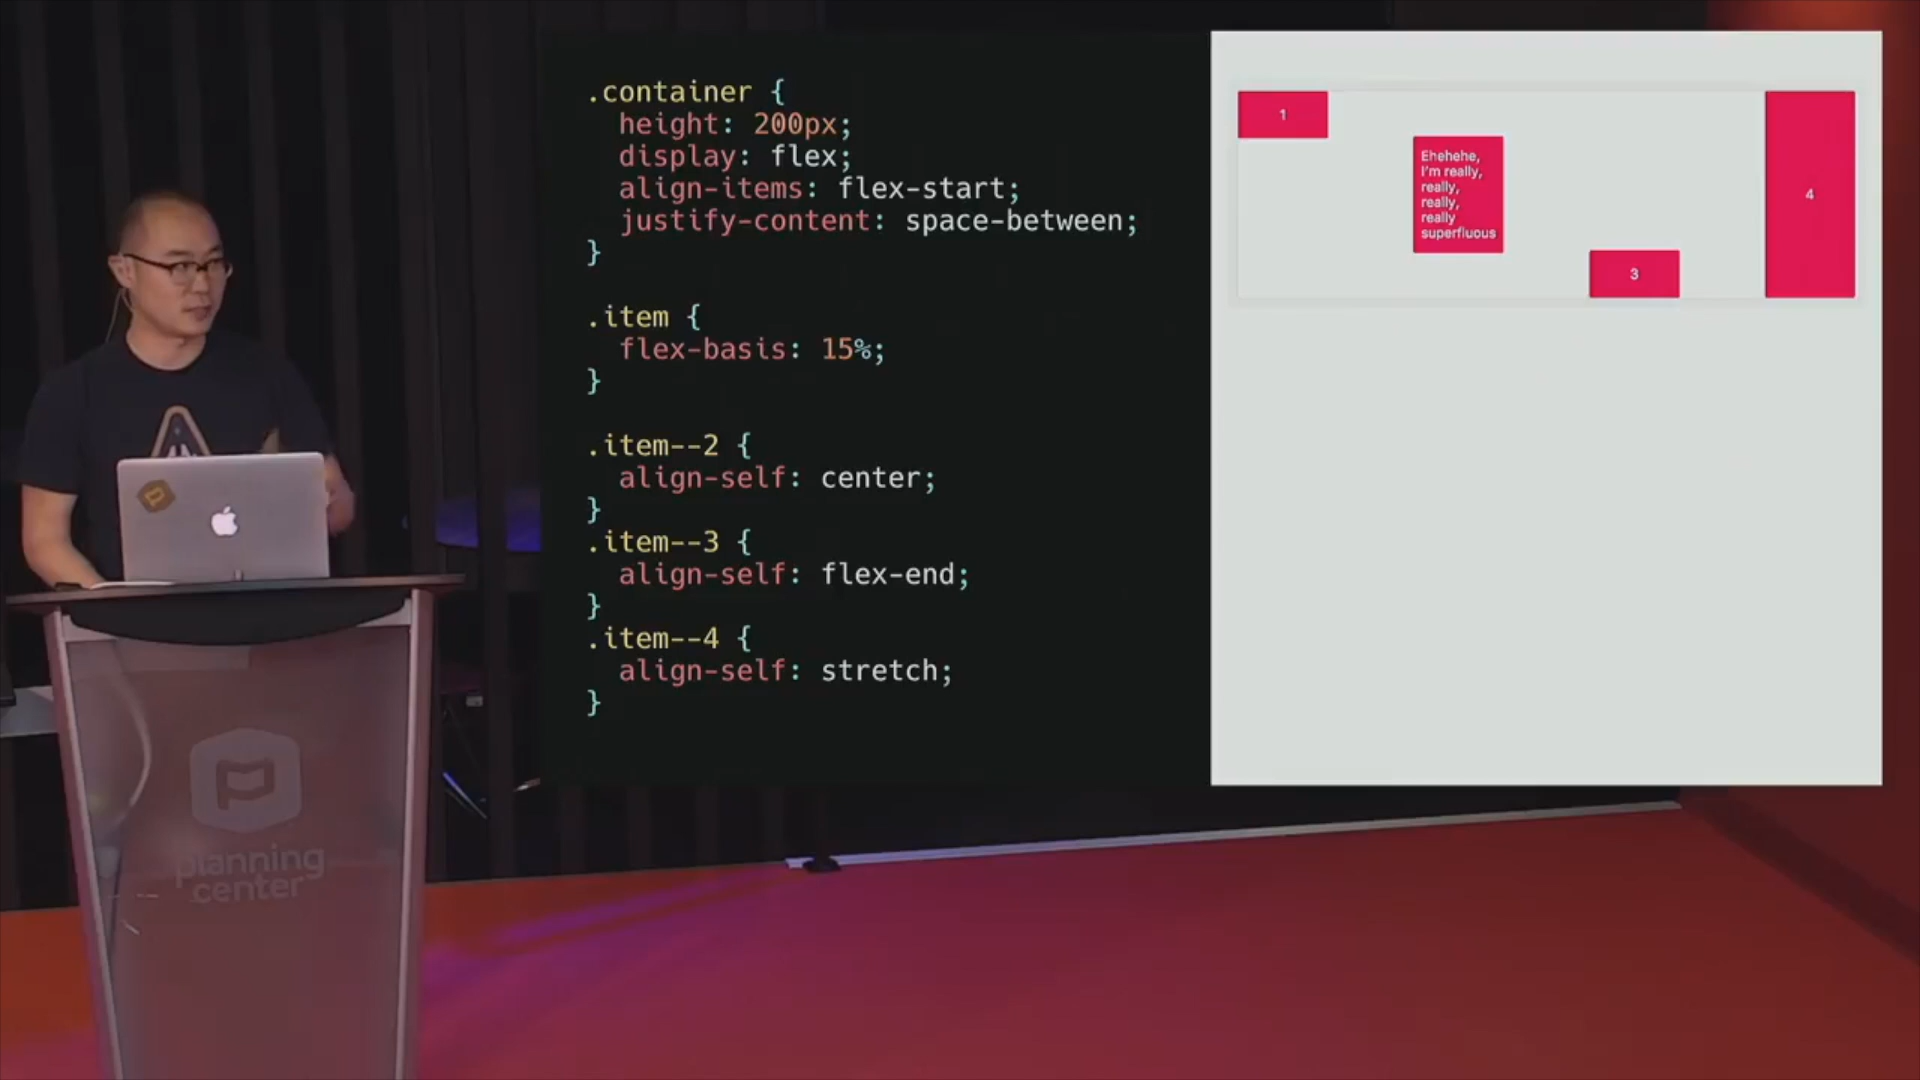 .container {
  height: 200px;
  display: flex;
  align-items: flex-start;
  justify-content: space-between;
}

.item {
  flex-basis: 15%;
}

.item--2 {
  align-self: center;
}
.item--3 {
  align-self: flex-end;
}
.item--4 {
  align-self: stretch;
}
1
Ehehehe,
I'm really,
really,
really,
really
superfluous
3
4
planning
center